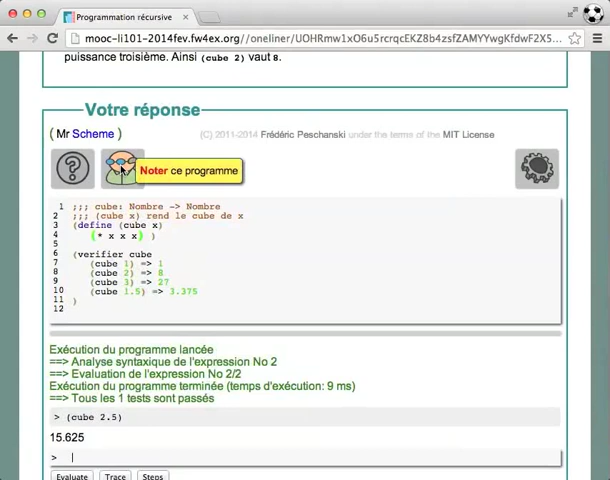 Programmation récursive
mooc-li101-2014fev.fw4ex.org//oneliner/
puissance troisième. Ainsi (cube 2) vaut 8.
Votre réponse
( Mr Scheme )
(C) 2011-2014 Frédéric Peschanski under the terms of the MIT License
?
Noter ce programme
1 ;;; cube: Nombre -> Nombre
2 ;;; (cube x) rend le cube de x
3 (define (cube x)
4 (* x x x) )
5
6 (verifier cube
7 (cube 1) => 1
8 (cube 2) => 8
9 (cube 3) => 27
10 (cube 1.5) => 3.375
11 )
12
Exécution du programme lancée
==> Analyse syntaxique de l'expression No 2
==> Evaluation de l'expression No 2/2
Exécution du programme terminée (temps d'exécution: 9 ms)
==> Tous les 1 tests sont passés
> (cube 2.5)
15.625
>
Evaluate Trace Steps